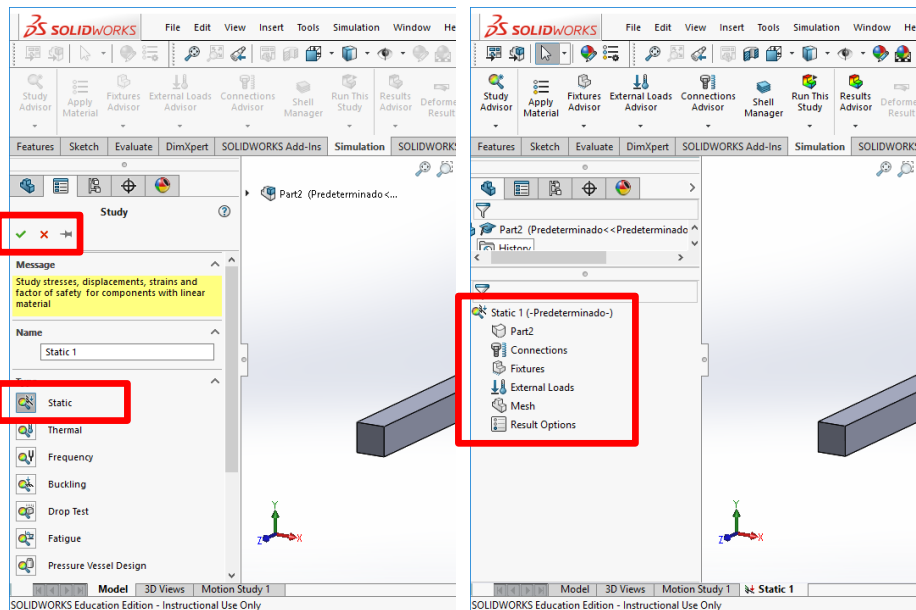 SOLIDWORKS File Edit View Insert Tools Simulation Window He
Study Advisor
Apply Material
Fixtures Advisor
External Loads Advisor
Connections Advisor
Shell Manager
Run This Study
Results Advisor
Deforme Result
Features Sketch Evaluate DimXpert SOLIDWORKS Add-Ins Simulation SOLIDWORKS
Part2 (Predeterminado<...
Study
Message
Study stresses, displacements, strains and
factor of safety for components with linear
material
Name
Static 1
Static
Thermal
Frequency
Buckling
Drop Test
Fatigue
Pressure Vessel Design
Y
Z X
Model 3D Views Motion Study 1
SOLIDWORKS Education Edition - Instructional Use Only
SOLIDWORKS File Edit View Insert Tools Simulation Window He
Study Advisor
Apply Material
Fixtures Advisor
External Loads Advisor
Connections Advisor
Shell Manager
Run This Study
Results Advisor
Deforme Result
Features Sketch Evaluate DimXpert SOLIDWORKS Add-Ins Simulation SOLIDWORKS
Part2 (Predeterminado<<Predeterminado
History
Static 1 (-Predeterminado-)
Part2
Connections
Fixtures
External Loads
Mesh
Result Options
Y
Z X
Model 3D Views Motion Study 1 Static 1
SOLIDWORKS Education Edition - Instructional Use Only